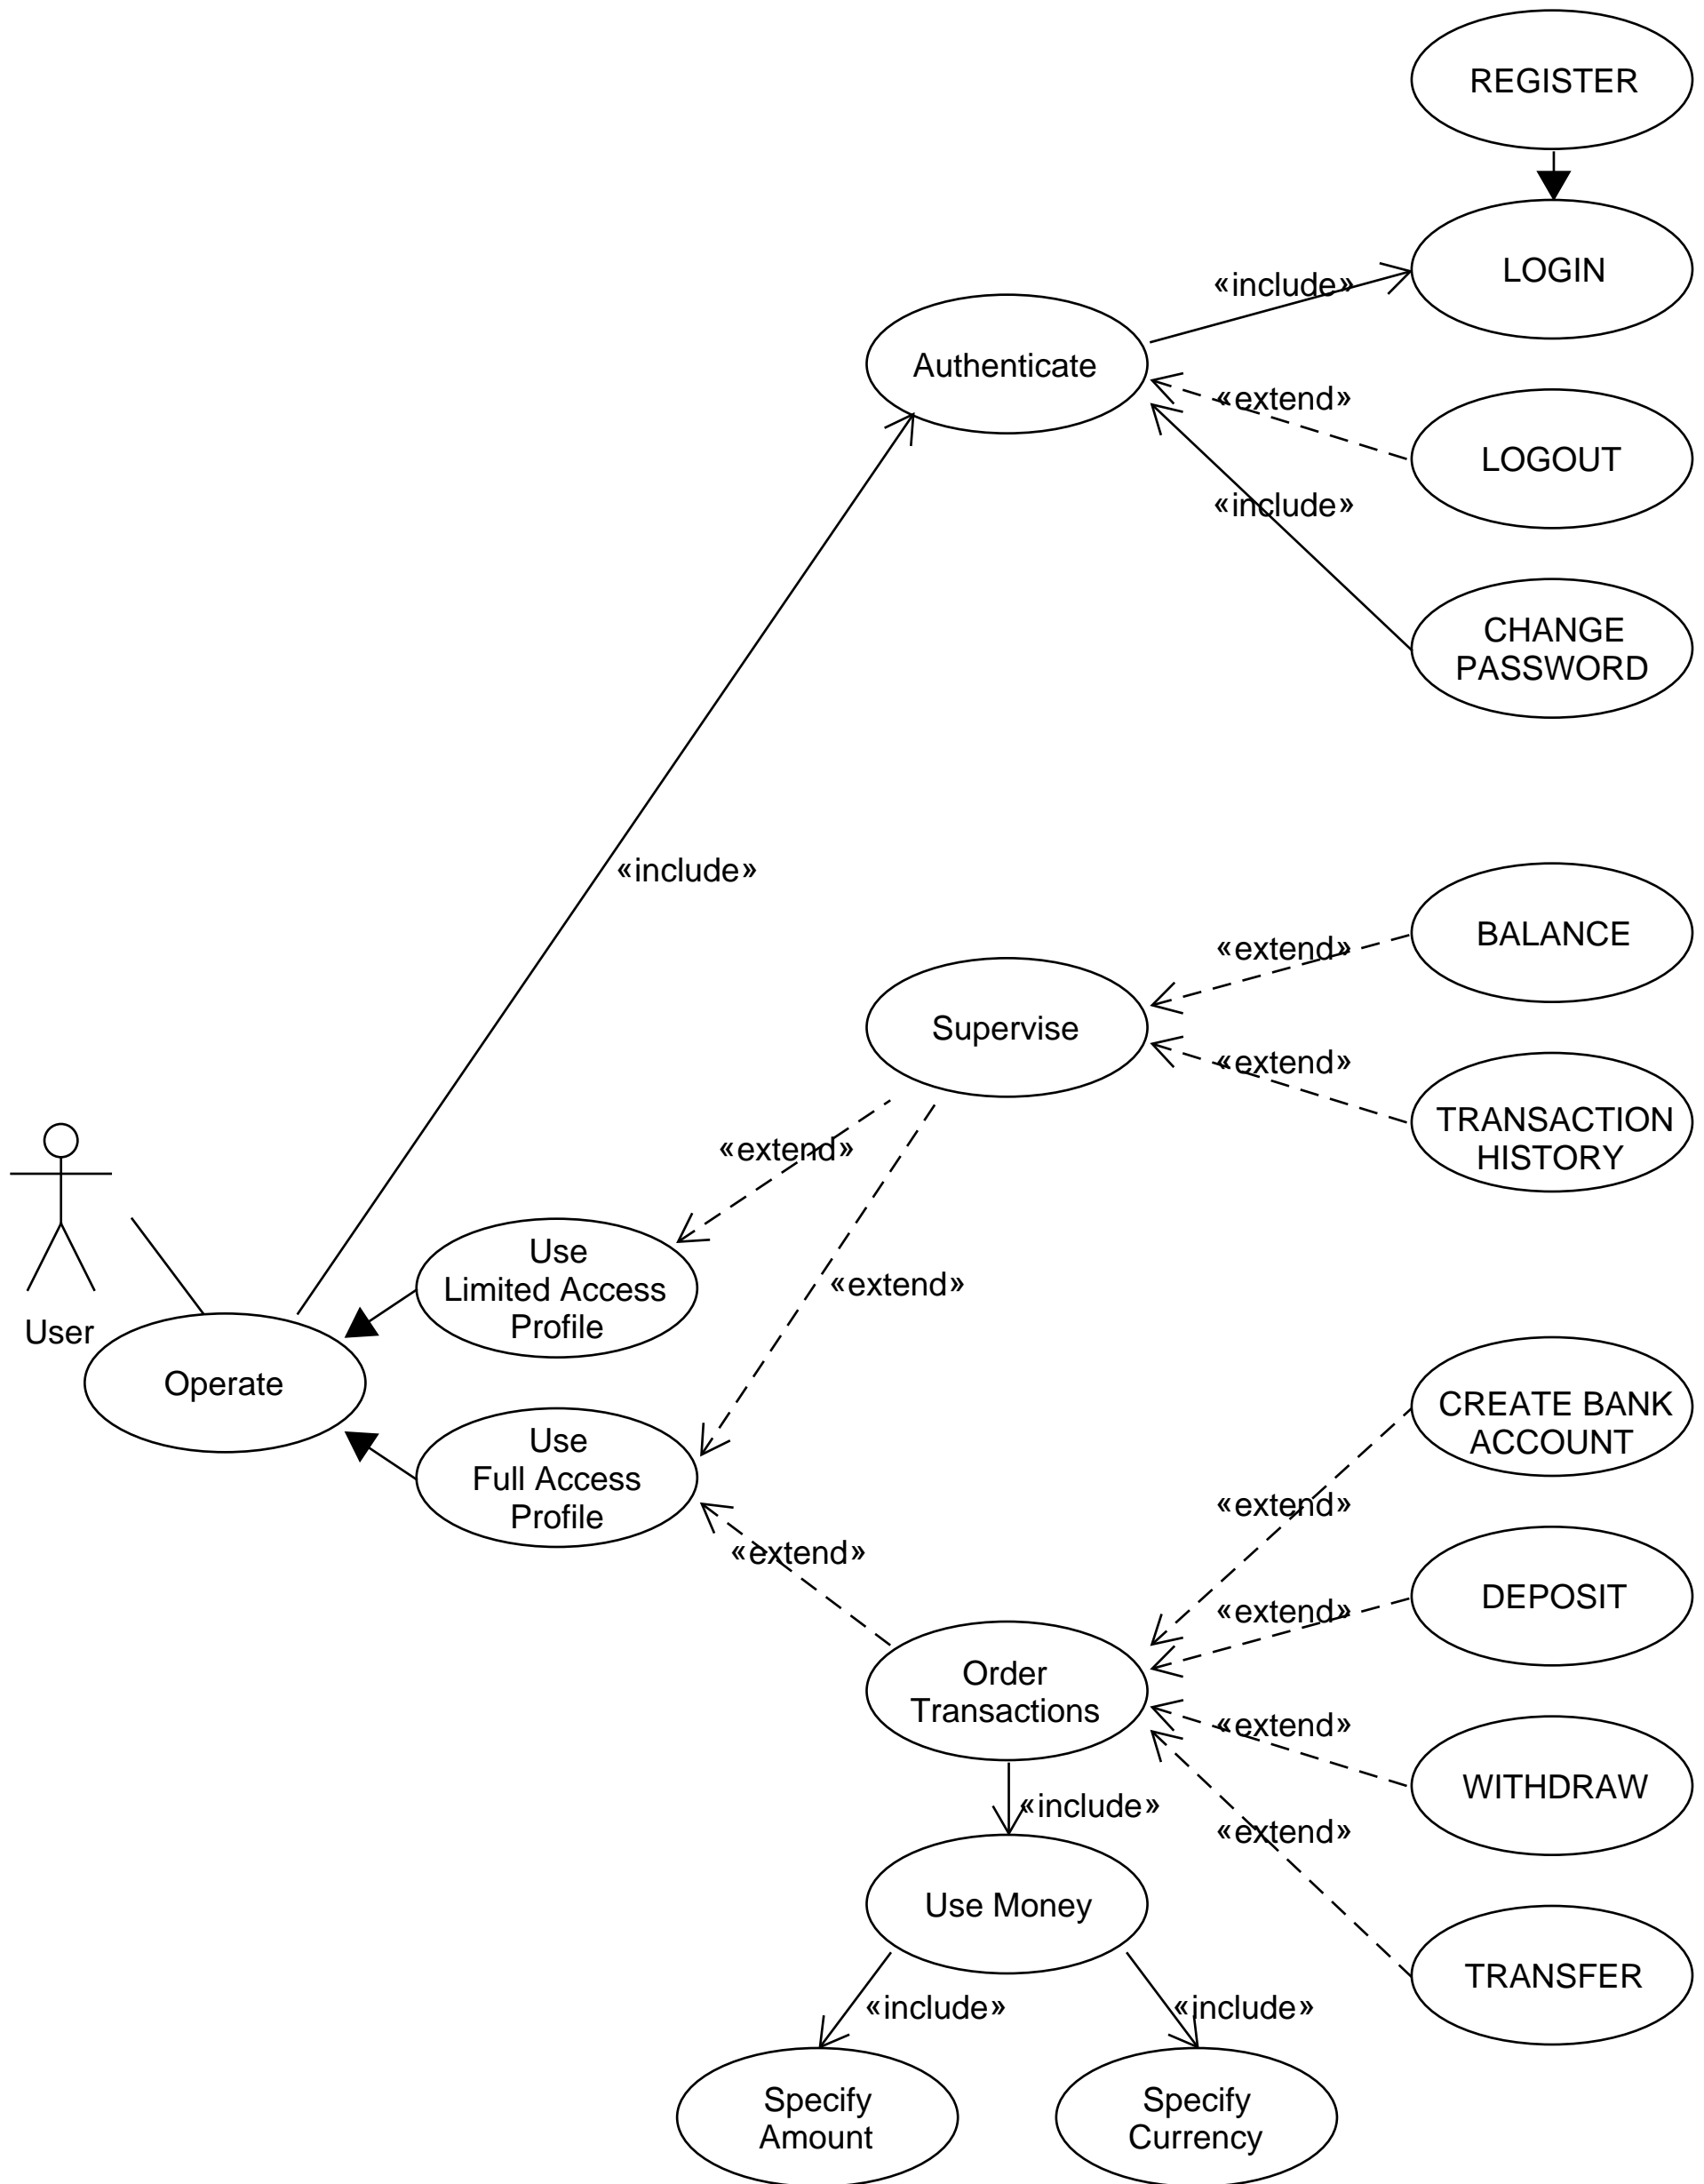 REGISTER
LOGIN
«include»
Authenticate
«extend»
LOGOUT
«include»
CHANGE
PASSWORD
«include»
BALANCE
«extend»
Supervise
«extend»
TRANSACTION
HISTORY
«extend»
Use
Limited Access
Profile
«extend»
User
Operate
Use
Full Access
Profile
CREATE BANK
ACCOUNT
«extend»
«extend»
DEPOSIT
«extend»
Order
Transactions
«extend»
WITHDRAW
«include»
«extend»
Use Money
TRANSFER
«include»
«include»
Specify
Amount
Specify
Currency